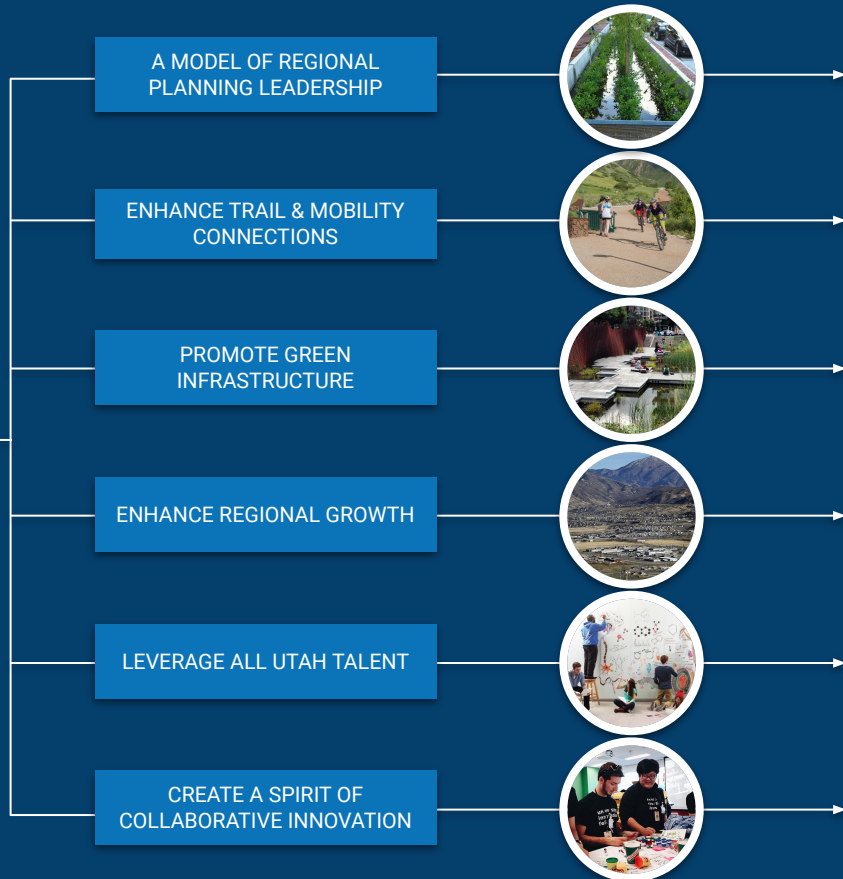 A MODEL OF REGIONAL
PLANNING LEADERSHIP
ENHANCE TRAIL & MOBILITY
CONNECTIONS
PROMOTE GREEN
INFRASTRUCTURE
ENHANCE REGIONAL GROWTH
LEVERAGE ALL UTAH TALENT
CREATE A SPIRIT OF
COLLABORATIVE INNOVATION